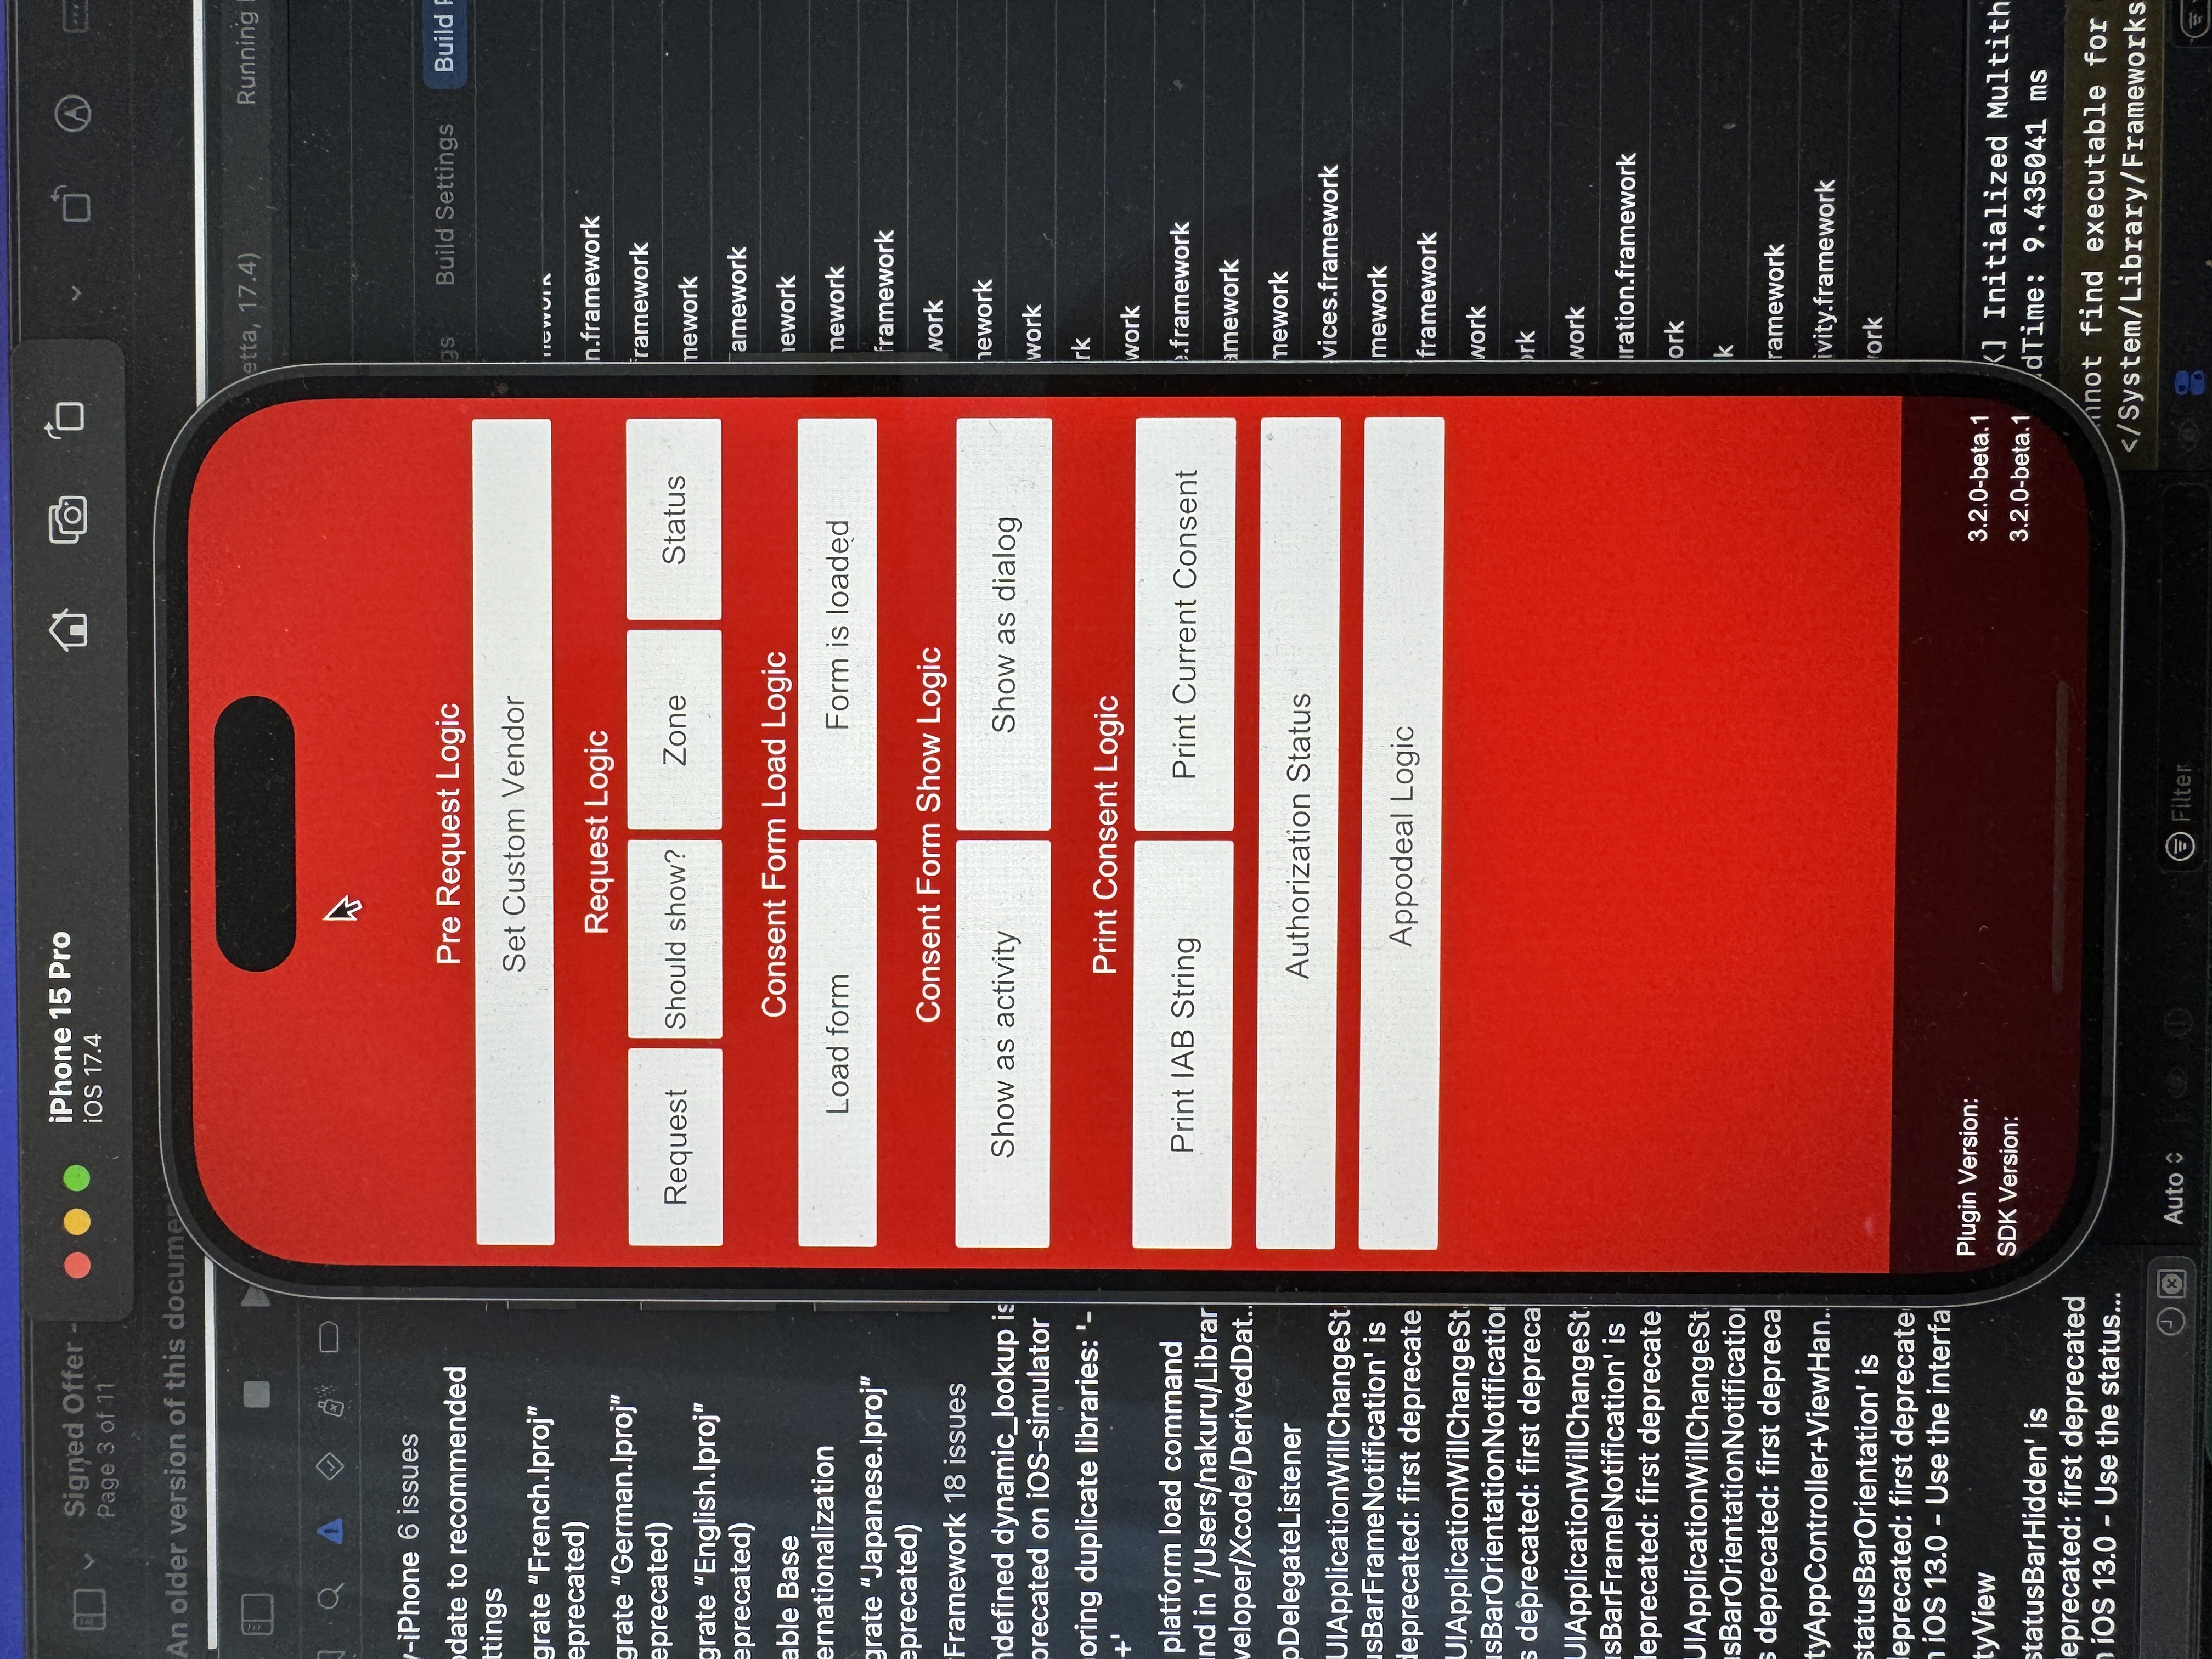 Signed Offer -
Page 3 of 11
iPhone 15 Pro
iOS 17.4
An older version of this docume
etta, 17.4)
Running
-iPhone 6 issues
pdate to recommended
ttings
grate “French.lproj”
eprecated)
grate “German.lproj”
eprecated)
grate “English.lproj”
eprecated)
able Base
ernationalization
grate “Japanese.lproj”
eprecated)
Framework 18 issues
ndefined dynamic_lookup is
precated on iOS-simulator
oring duplicate libraries: '-
+'
platform load command
und in '/Users/nakuru/Librar
veloper/Xcode/DerivedDat...
pDelegateListener
UIApplicationWillChangeSt
usBarFrameNotification' is
deprecated: first deprecate
UIApplicationWillChangeSt
usBarOrientationNotification
s deprecated: first depreca
UIApplicationWillChangeSt
usBarFrameNotification' is
deprecated: first deprecate
UIApplicationWillChangeSt
usBarOrientationNotification
s deprecated: first depreca
tyAppController+ViewHan...
statusBarOrientation' is
deprecated: first deprecated
n iOS 13.0 - Use the interfa
tyView
statusBarHidden' is
deprecated: first deprecated
n iOS 13.0 - Use the status...
Pre Request Logic
Set Custom Vendor
Request Logic
Request
Should show?
Zone
Status
Consent Form Load Logic
Load form
Form is loaded
Consent Form Show Logic
Show as activity
Show as dialog
Print Consent Logic
Print IAB String
Print Current Consent
Authorization Status
Appodeal Logic
Plugin Version:
3.2.0-beta.1
SDK Version:
3.2.0-beta.1
gs
Build Settings
Build P
nework
n.framework
framework
mework
amework
nework
mework
framework
work
nework
work
rk
work
e.framework
amework
mework
vices.framework
mework
framework
work
ork
work
uration.framework
ork
k
ramework
ivity.framework
ork
] Initialized Multith
dTime: 9.435041 ms
nnot find executable for
</System/Library/Frameworks
Auto
Filter